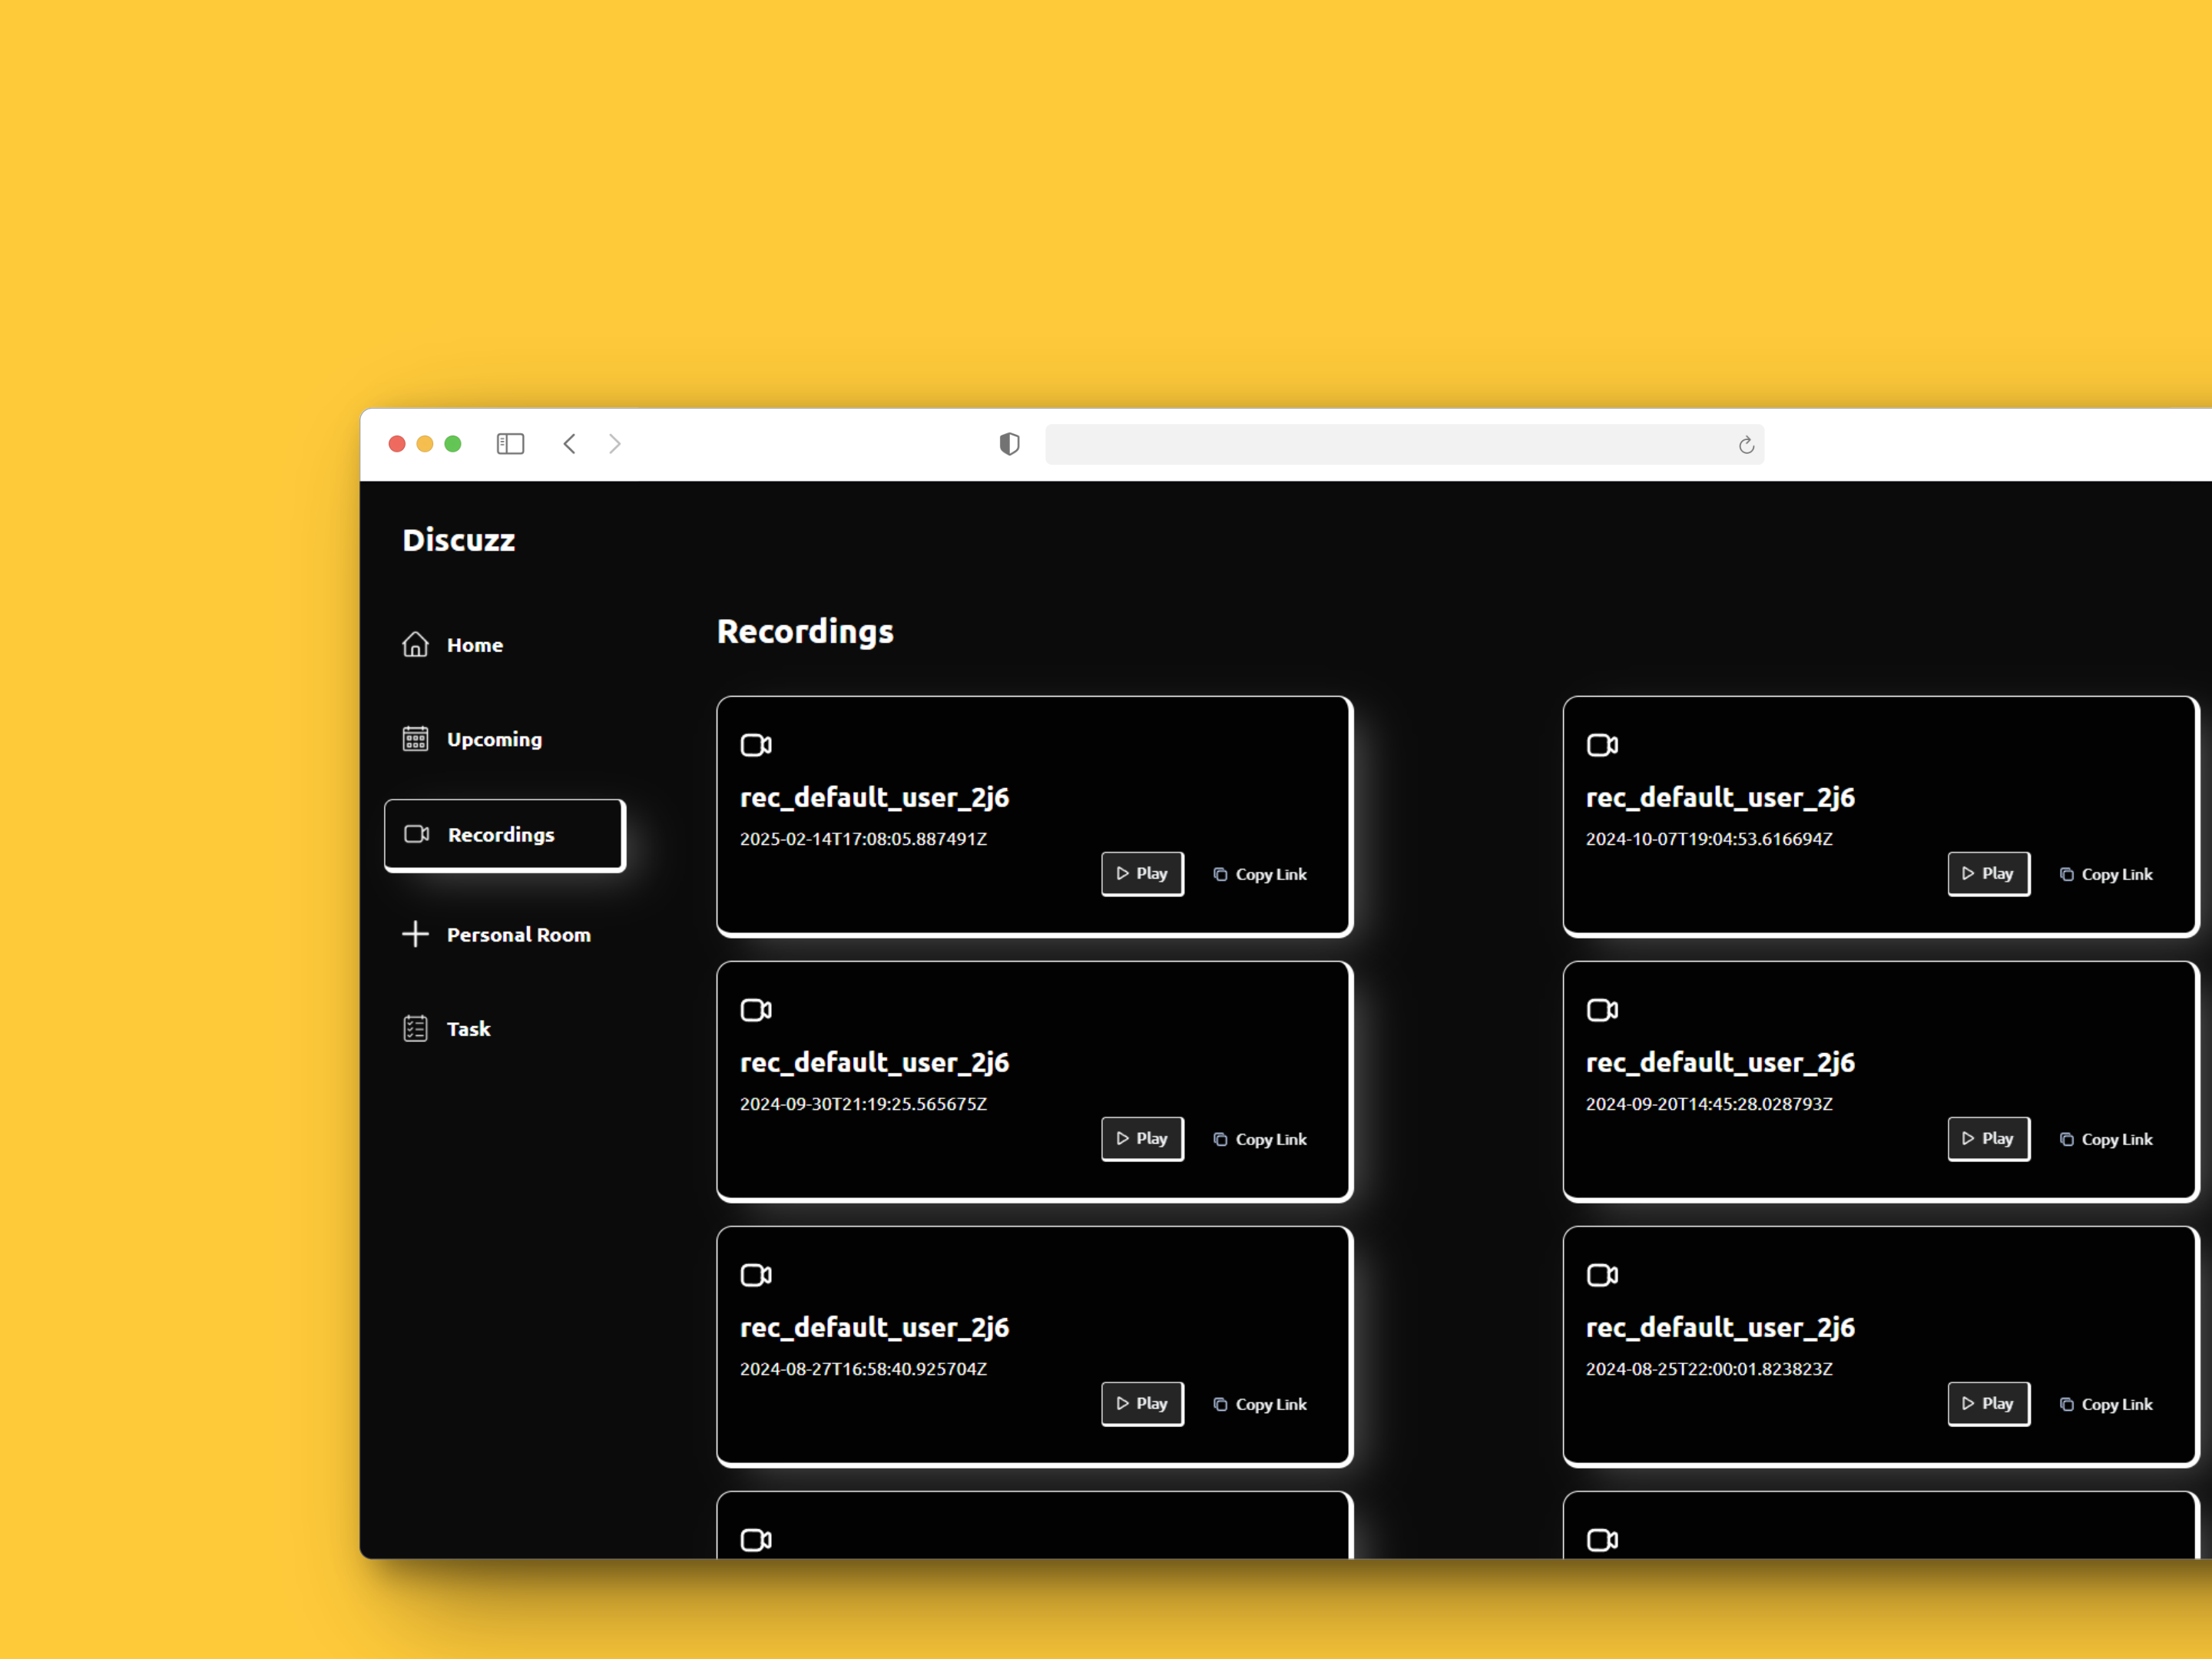 Discuzz
Home
Upcoming
Recordings
Personal Room
Task
Recordings
rec_default_user_2j6
2025-02-14T17:08:05.887491Z
Play Copy Link
rec_default_user_2j6
2024-10-07T19:04:53.616694Z
Play Copy Link
rec_default_user_2j6
2024-09-30T21:19:25.565675Z
Play Copy Link
rec_default_user_2j6
2024-09-20T14:45:28.028793Z
Play Copy Link
rec_default_user_2j6
2024-08-27T16:58:40.925704Z
Play Copy Link
rec_default_user_2j6
2024-08-25T22:00:01.823823Z
Play Copy Link